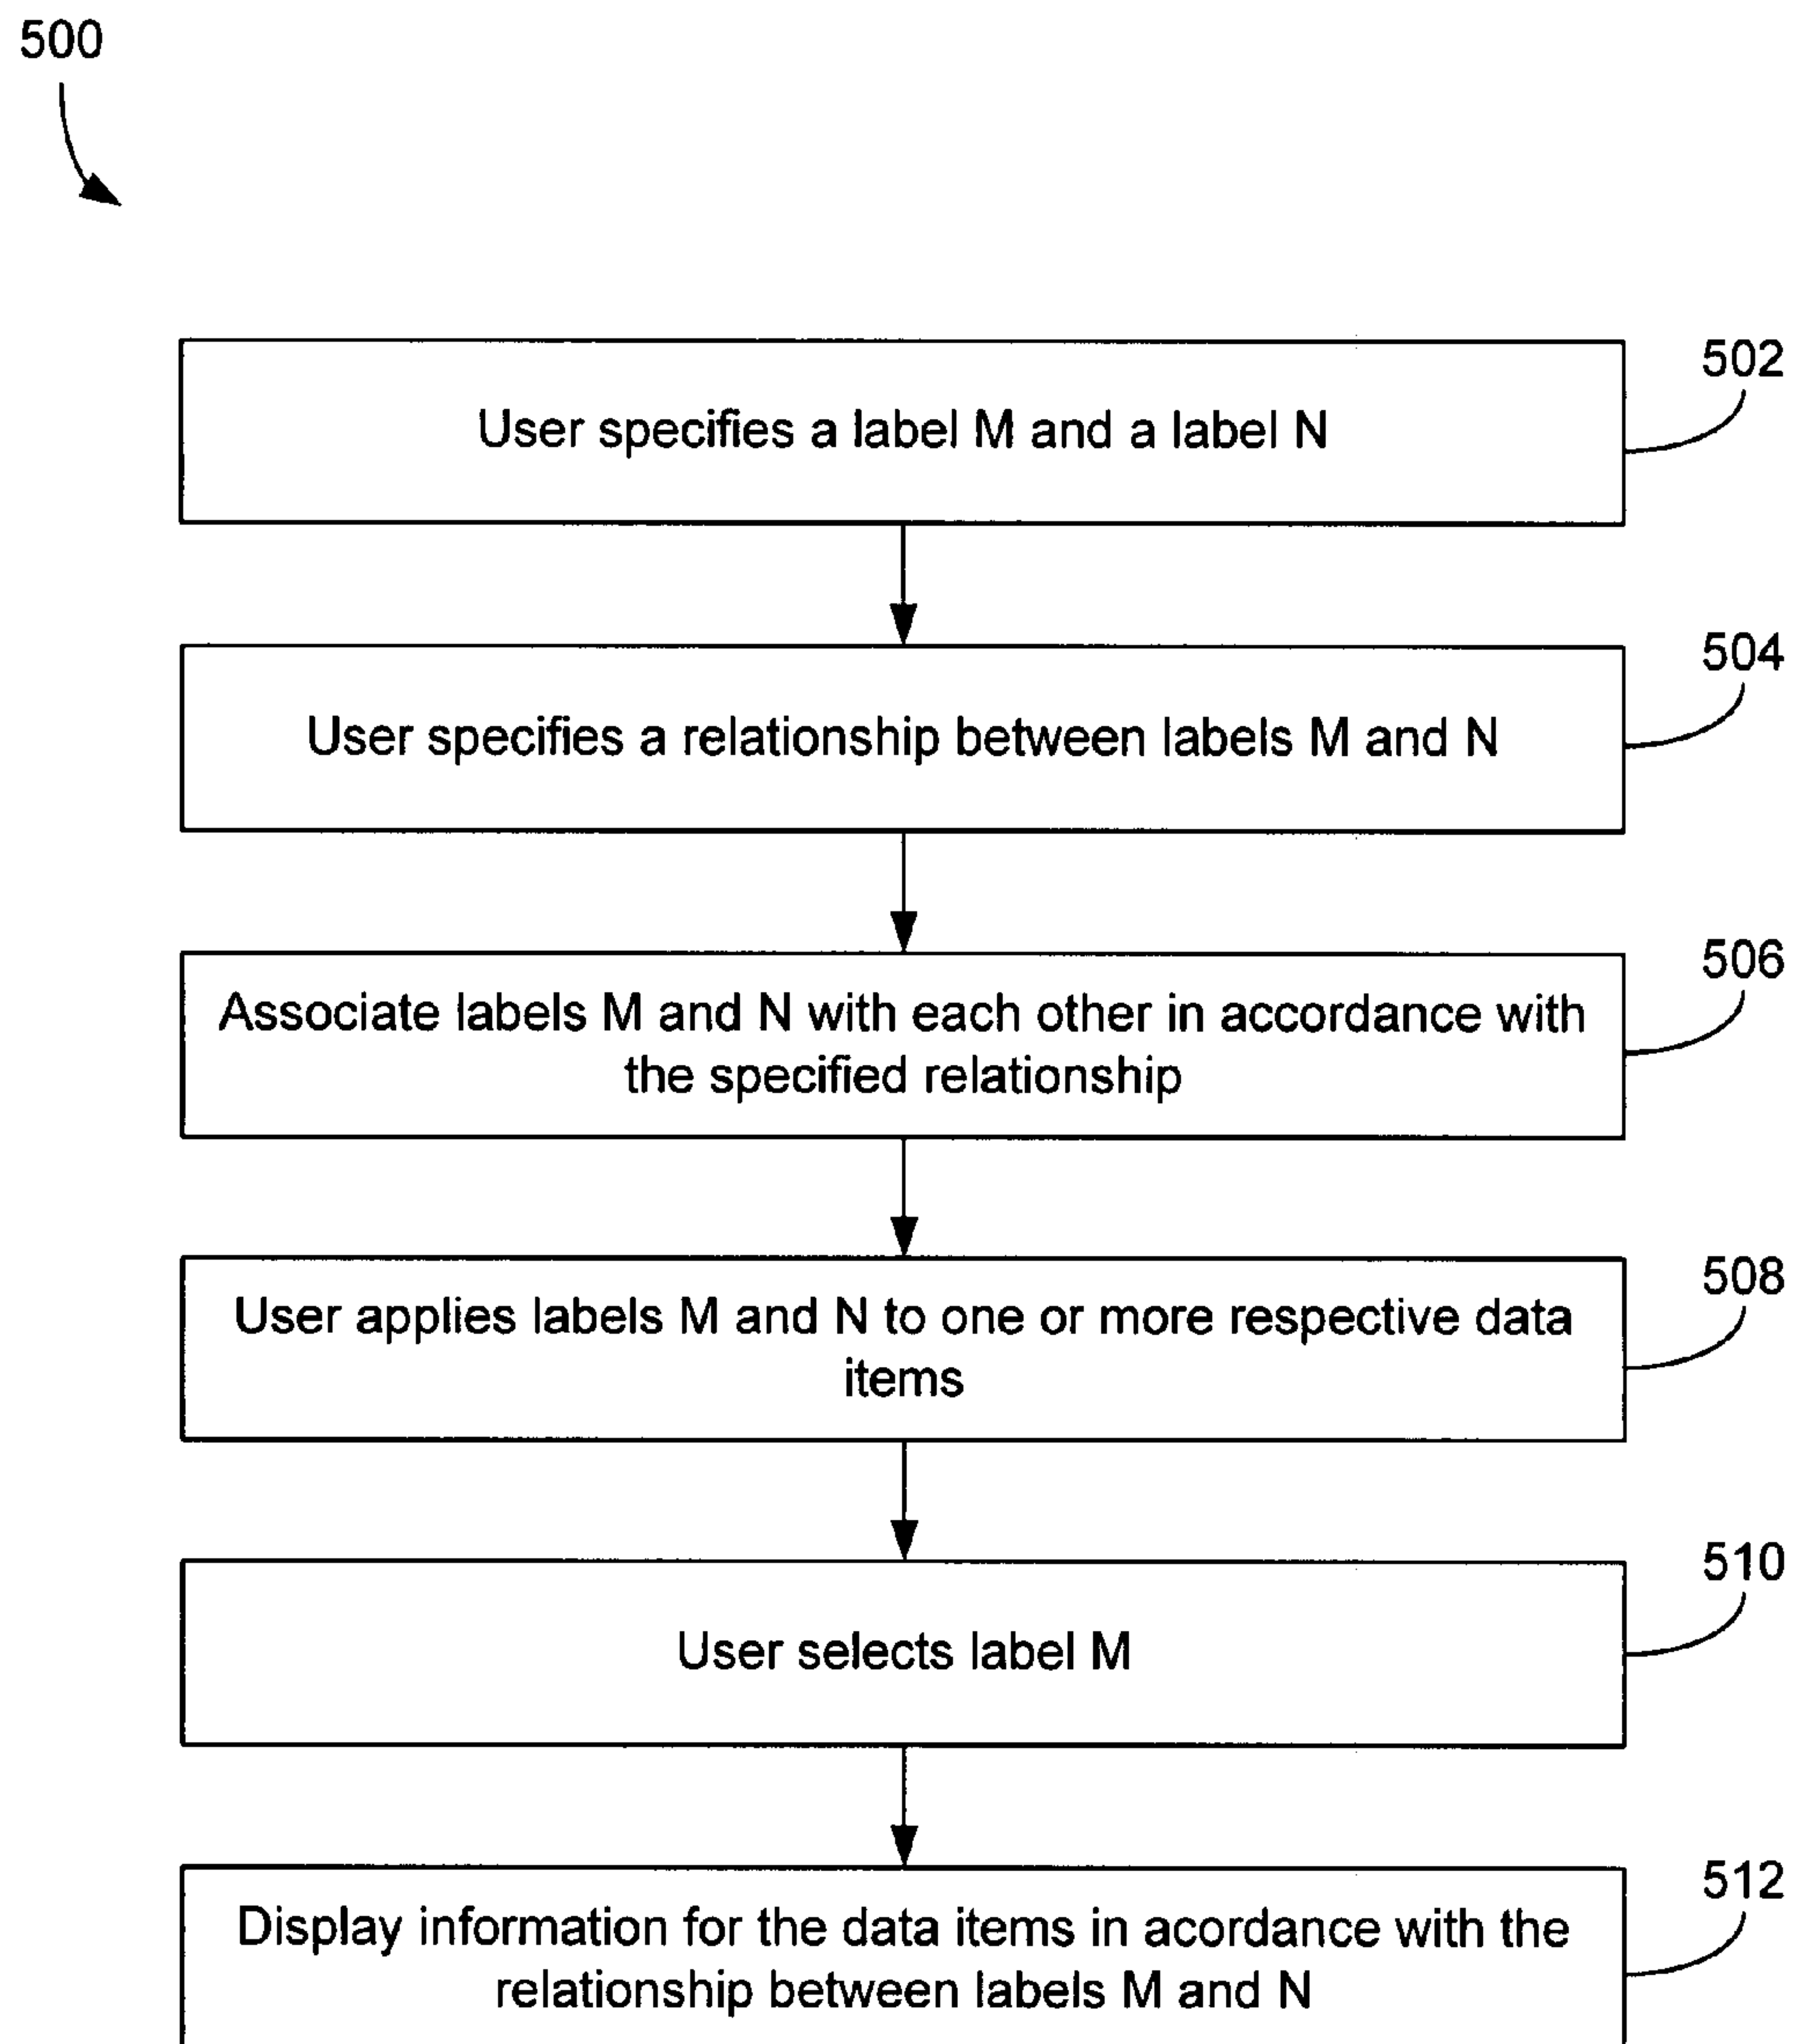 500
502
User specifies a label M and a label N
504
User specifies a relationship between labels M and N
506
Associate labels M and N with each other in accordance with
the specified relationship
508
User applies labels M and N to one or more respective data
items
510
User selects label M
512
Display information for the data items in acordance with the
relationship between labels M and N